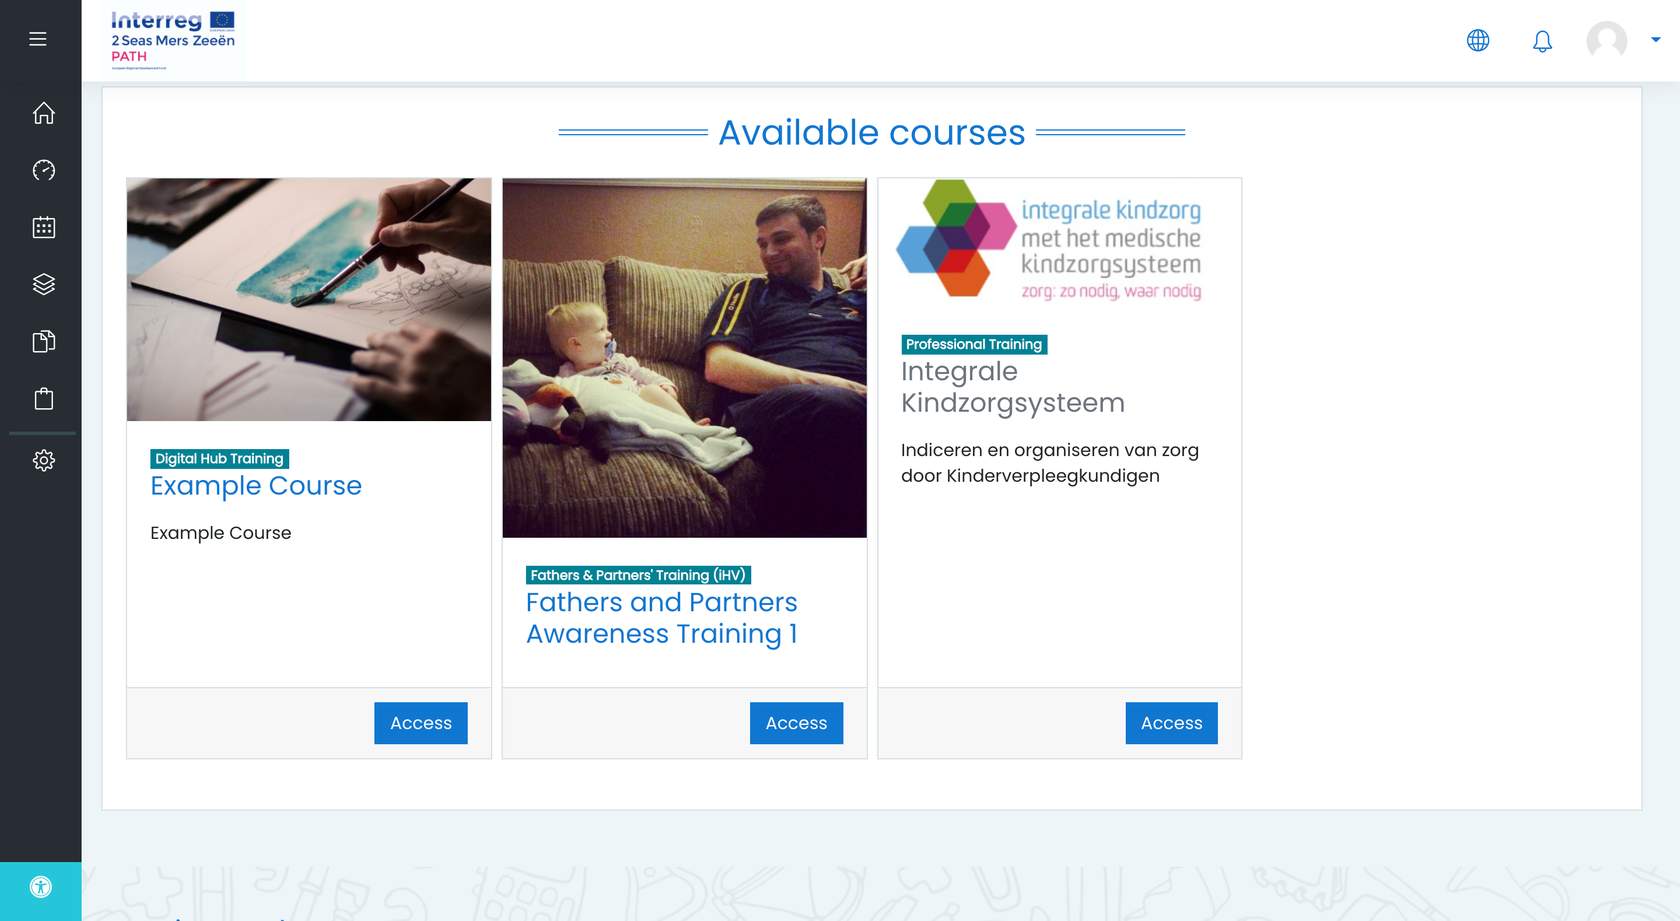 Interreg
2 Seas Mers Zeeën
PATH
Available courses
Digital Hub Training
Example Course
Example Course
Access
Fathers & Partners' Training (iHV)
Fathers and Partners
Awareness Training 1
Access
integrale kindzorg
met het medische
kindzorgsysteem
zorg: zo nodig, waar nodig
Professional Training
Integrale
Kindzorgsysteem
Indiceren en organiseren van zorg
door Kinderverpleegkundigen
Access